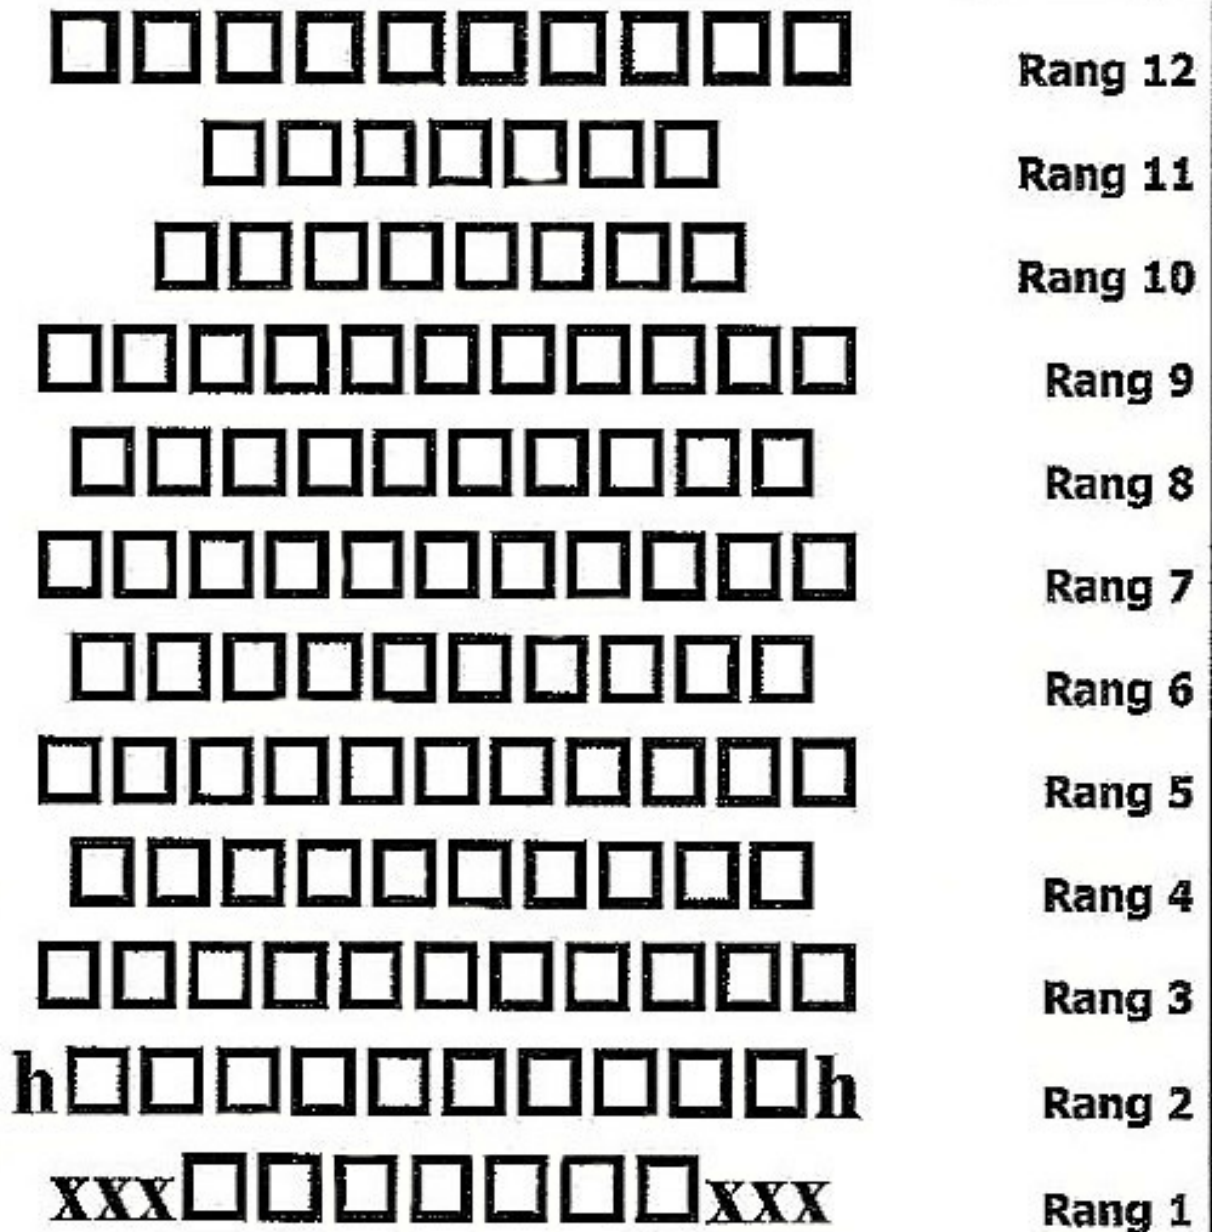 Rang 12
Rang 11
Rang 10
Rang 9
Rang 8
Rang 7
Rang 6
Rang 5
Rang 4
Rang 3
h h Rang 2
xxx xxx Rang 1